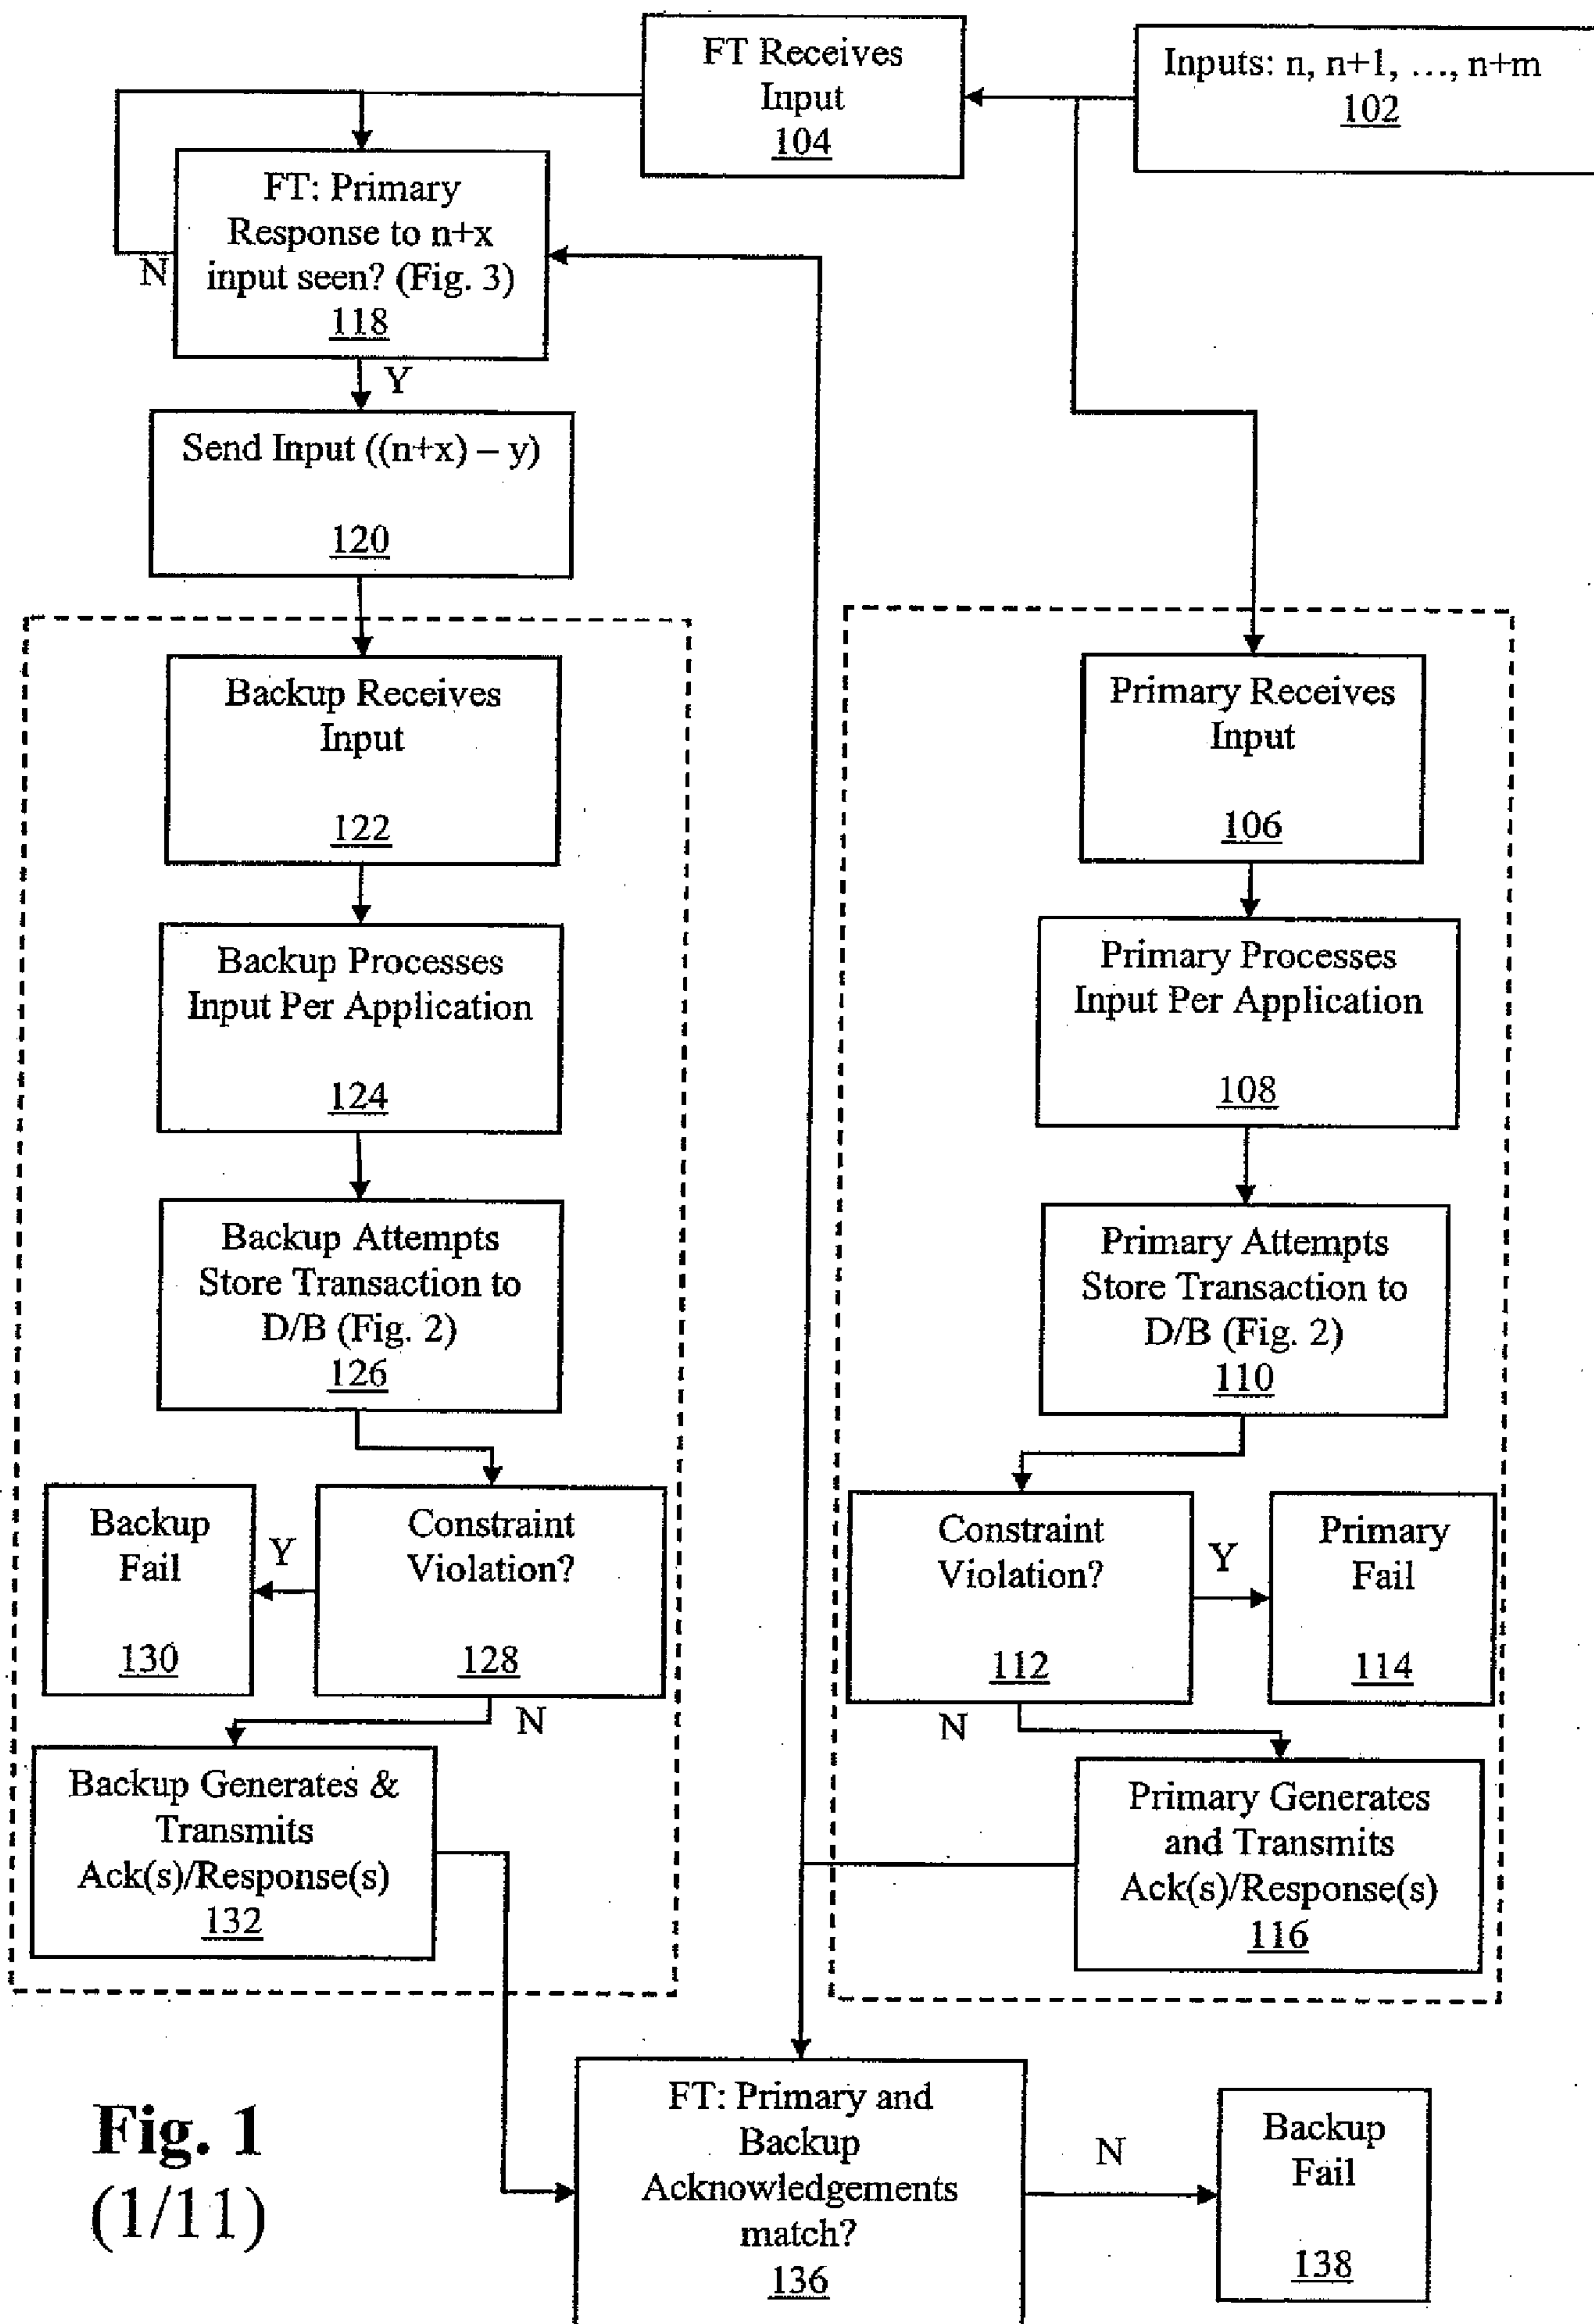 FT Receives
Input
104
Inputs: n, n+1, ..., n+m
102
FT: Primary
Response to n+x
input seen? (Fig. 3)
118
N
Y
Send Input ((n+x) – y)
120
Backup Receives
Input
122
Primary Receives
Input
106
Backup Processes
Input Per Application
124
Primary Processes
Input Per Application
108
Backup Attempts
Store Transaction to
D/B (Fig. 2)
126
Primary Attempts
Store Transaction to
D/B (Fig. 2)
110
Backup
Fail
130
Y
Constraint
Violation?
128
N
Constraint
Violation?
112
Y
Primary
Fail
114
N
Backup Generates &
Transmits
Ack(s)/Response(s)
132
Primary Generates
and Transmits
Ack(s)/Response(s)
116
FT: Primary and
Backup
Acknowledgements
match?
136
N
Backup
Fail
138
Fig. 1
(1/11)